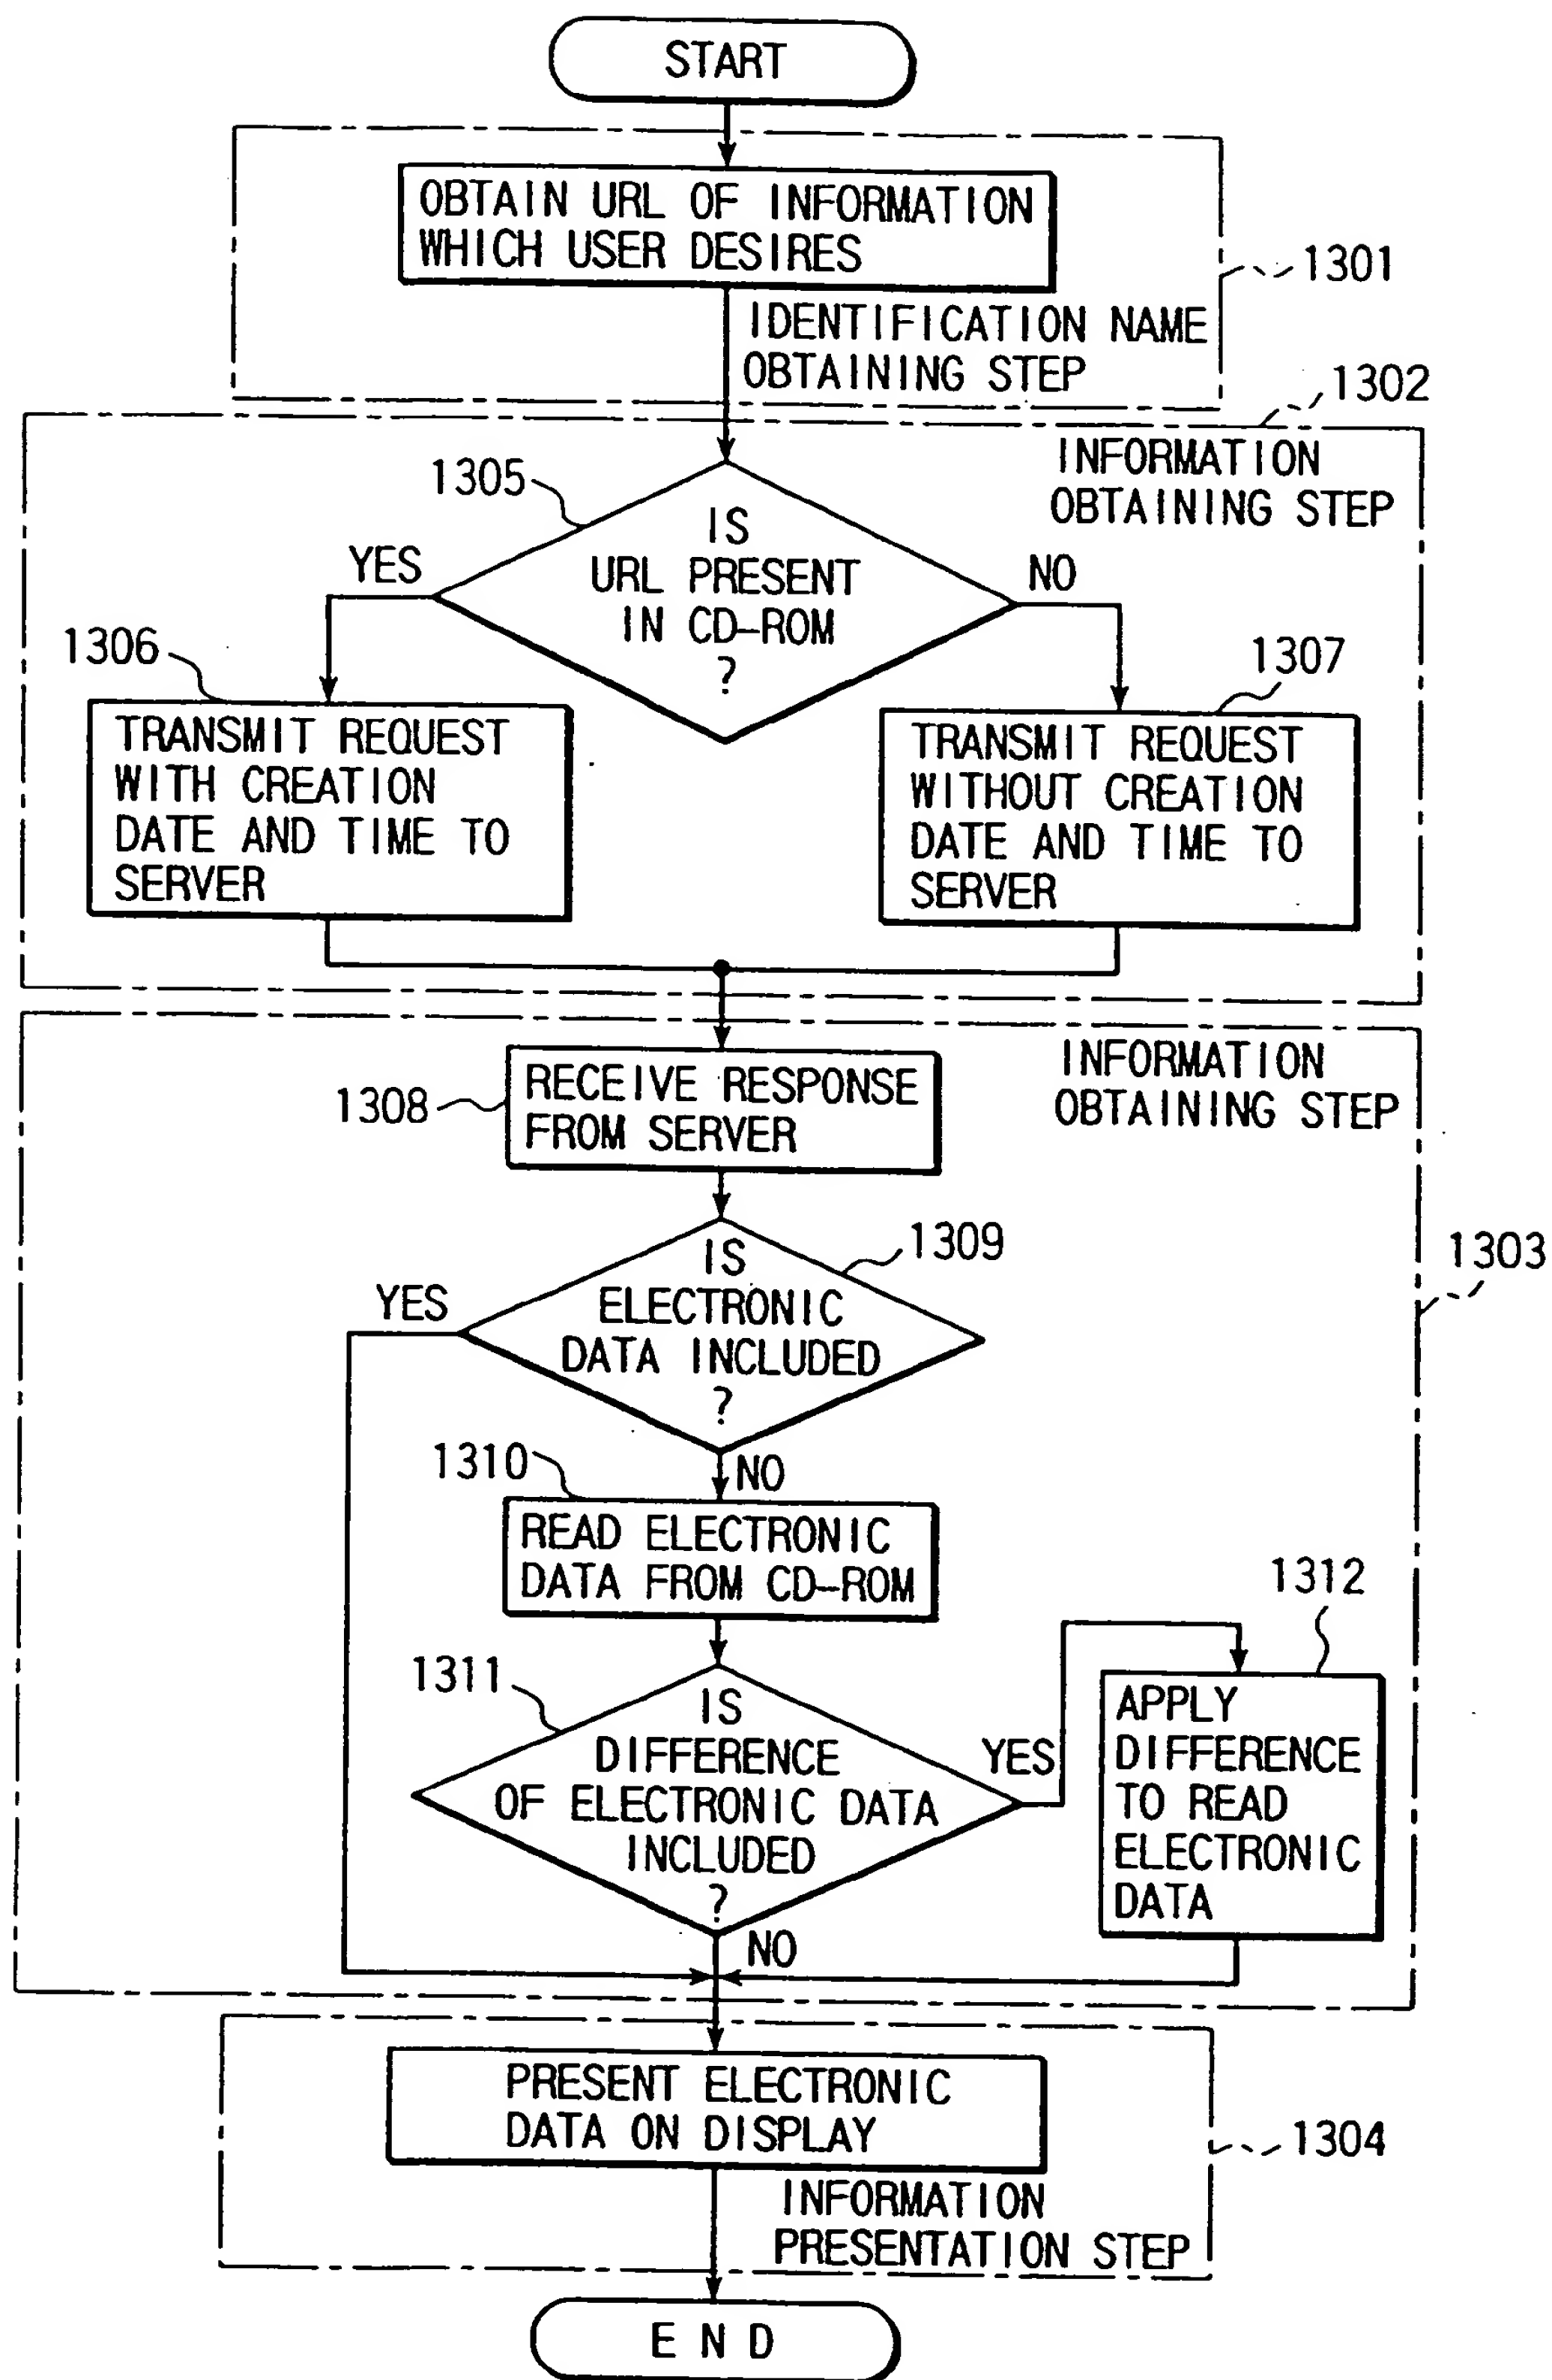 START
OBTAIN URL OF INFORMATION
WHICH USER DESIRES
1301
IDENTIFICATION NAME
OBTAINING STEP
1302
INFORMATION
OBTAINING STEP
1305
IS
URL PRESENT
IN CD-ROM
?
YES
NO
1306
1307
TRANSMIT REQUEST
WITH CREATION
DATE AND TIME TO
SERVER
TRANSMIT REQUEST
WITHOUT CREATION
DATE AND TIME TO
SERVER
INFORMATION
OBTAINING STEP
1308
RECEIVE RESPONSE
FROM SERVER
1309
1303
IS
ELECTRONIC
DATA INCLUDED
?
YES
NO
1310
READ ELECTRONIC
DATA FROM CD-ROM
1312
1311
IS
DIFFERENCE
OF ELECTRONIC DATA
INCLUDED
?
YES
APPLY
DIFFERENCE
TO READ
ELECTRONIC
DATA
NO
PRESENT ELECTRONIC
DATA ON DISPLAY
1304
INFORMATION
PRESENTATION STEP
END